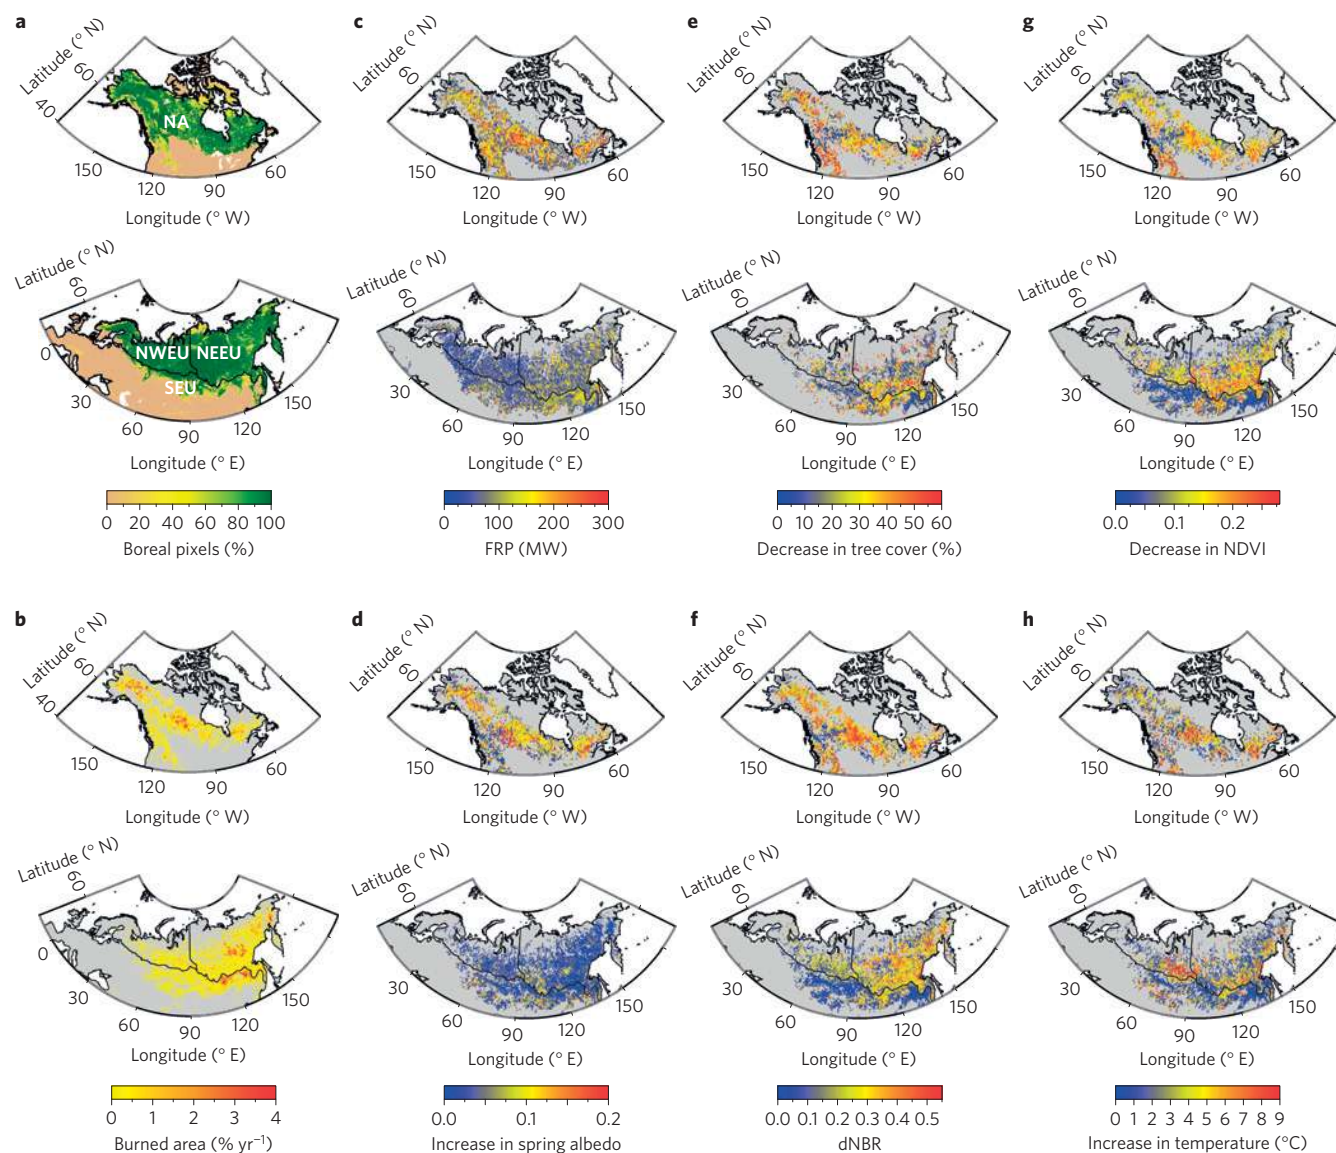 a
Latitude (° N)
60
40
NA
150
120
90
60
Longitude (° W)
Latitude (° N)
60
0
NWEU NEEU
SEU
30
60
90
120
150
Longitude (° E)
0 20 40 60 80 100
Boreal pixels (%)
c
Latitude (° N)
60
150
120
90
60
Longitude (° W)
Latitude (° N)
60
30
60
90
120
150
Longitude (° E)
0 100 200 300
FRP (MW)
e
Latitude (° N)
60
150
120
90
60
Longitude (° W)
Latitude (° N)
60
30
60
90
120
150
Longitude (° E)
0 10 20 30 40 50 60
Decrease in tree cover (%)
g
Latitude (° N)
60
150
120
90
60
Longitude (° W)
Latitude (° N)
60
30
60
90
120
150
Longitude (° E)
0.0 0.1 0.2
Decrease in NDVI
b
Latitude (° N)
60
40
150
120
90
60
Longitude (° W)
Latitude (° N)
60
0
30
60
90
120
150
Longitude (° E)
0 1 2 3 4
Burned area (% yr⁻¹)
d
Latitude (° N)
60
150
120
90
60
Longitude (° W)
Latitude (° N)
60
30
60
90
120
150
Longitude (° E)
0.0 0.1 0.2
Increase in spring albedo
f
Latitude (° N)
60
150
120
90
60
Longitude (° W)
Latitude (° N)
60
30
60
90
120
150
Longitude (° E)
0.0 0.1 0.2 0.3 0.4 0.5
dNBR
h
Latitude (° N)
60
150
120
90
60
Longitude (° W)
Latitude (° N)
60
30
60
90
120
150
Longitude (° E)
0 1 2 3 4 5 6 7 8 9
Increase in temperature (°C)